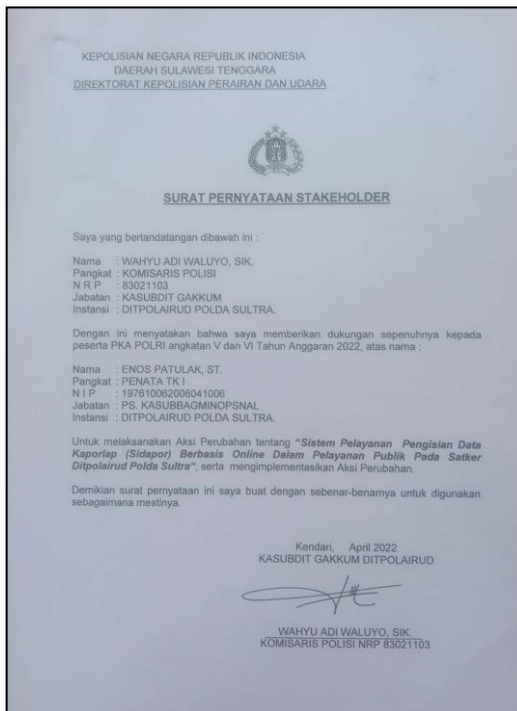 KEPOLISIAN NEGARA REPUBLIK INDONESIA
DAERAH SULAWESI TENGGARA
DIREKTORAT KEPOLISIAN PERAIRAN DAN UDARA
SURAT PERNYATAAN STAKEHOLDER
Saya yang bertandatangan dibawah ini :
Nama : WAHYU ADI WALUYO, SIK.
Pangkat : KOMISARIS POLISI
N R P : 83021103
Jabatan : KASUBDIT GAKKUM
Instansi : DITPOLAIRUD POLDA SULTRA.
Dengan ini menyatakan bahwa saya memberikan dukungan sepenuhnya kepada
peserta PKA POLRI angkatan V dan VI Tahun Anggaran 2022, atas nama :
Nama : ENOS PATULAK, ST.
Pangkat : PENATA TK I
N I P : 197610062006041006
Jabatan : PS. KASUBBAGMINOPSNAL
Instansi : DITPOLAIRUD POLDA SULTRA.
Untuk melaksanakan Aksi Perubahan tentang "Sistem Pelayanan Pengisian Data
Kaporlap (Sidapor) Berbasis Online Dalam Pelayanan Publik Pada Satker
Ditpolairud Polda Sultra", serta mengimplementasikan Aksi Perubahan.
Demikian surat pernyataan ini saya buat dengan sebenar-benarnya untuk digunakan
sebagaimana mestinya.
Kendari, April 2022
KASUBDIT GAKKUM DITPOLAIRUD
WAHYU ADI WALUYO, SIK.
KOMISARIS POLISI NRP 83021103